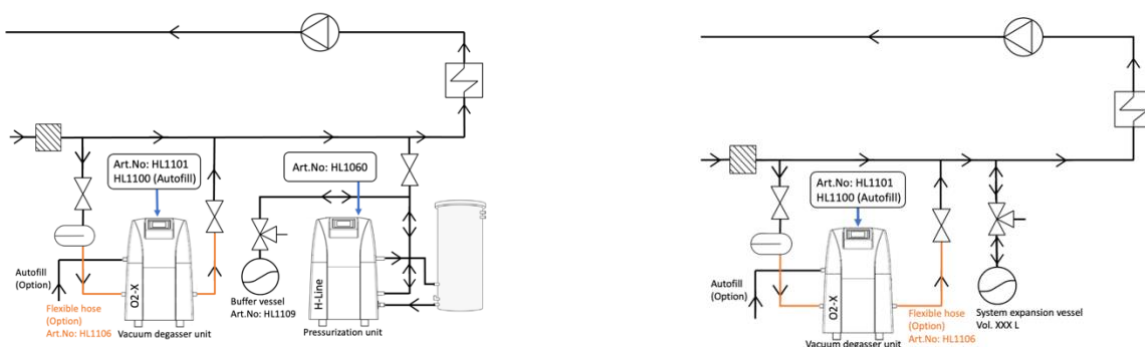 Art.No: HL1101
HL1100 (Autofill)
Art.No: HL1060
Autofill
(Option)
O2-X
H-Line
Flexible hose
(Option)
Art.No: HL1106
Vacuum degasser unit
Buffer vessel
Art.No: HL1109
Pressurization unit
Art.No: HL1101
HL1100 (Autofill)
Autofill
(Option)
O2-X
Flexible hose
(Option)
Art.No: HL1106
System expansion vessel
Vol. XXX L
Vacuum degasser unit